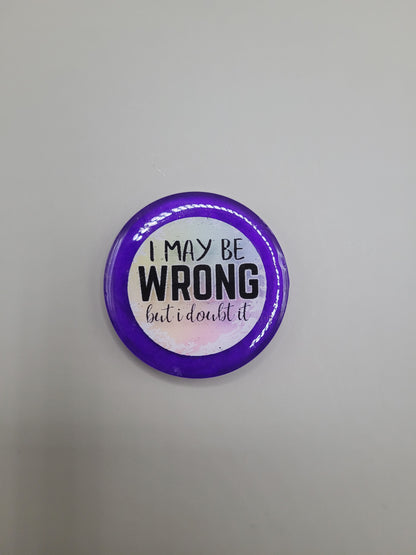 I MAY BE
WRONG
but i doubt it